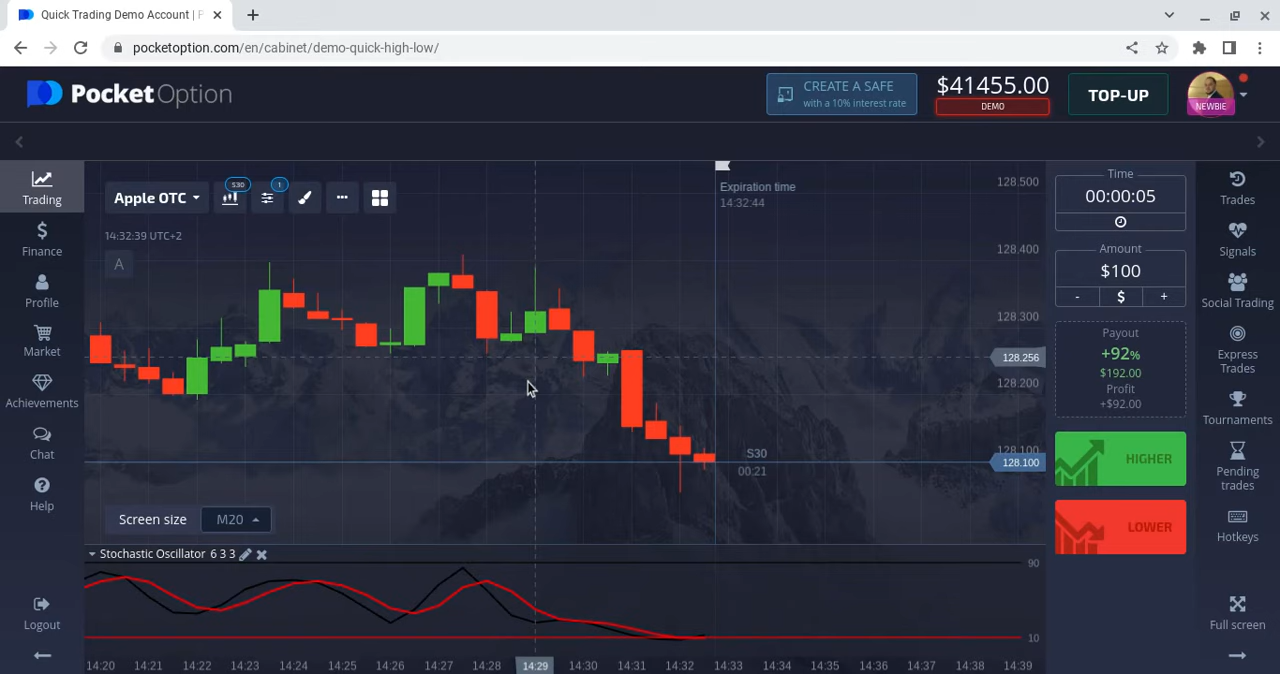 Quick Trading Demo Account | P
pocketoption.com/en/cabinet/demo-quick-high-low/
PocketOption
CREATE A SAFE
with a 10% interest rate
$41455.00
DEMO
TOP-UP
NEWBIE
Trading
Finance
Profile
Market
Achievements
Chat
Help
Logout
Apple OTC
S30
1
14:32:39 UTC+2
A
Expiration time
14:32:44
128.500
128.400
128.300
128.256
128.200
128.100
128.100
S30
00:21
Screen size
M20
Stochastic Oscillator 6 3 3
90
10
14:20 14:21 14:22 14:23 14:24 14:25 14:26 14:27 14:28 14:29 14:30 14:31 14:32 14:33 14:34 14:35 14:36 14:37 14:38 14:39
Time
00:00:05
Amount
$100
- $ +
Payout
+92%
$192.00
Profit
+$92.00
HIGHER
LOWER
Trades
Signals
Social Trading
Express
Trades
Tournaments
Pending
trades
Hotkeys
Full screen